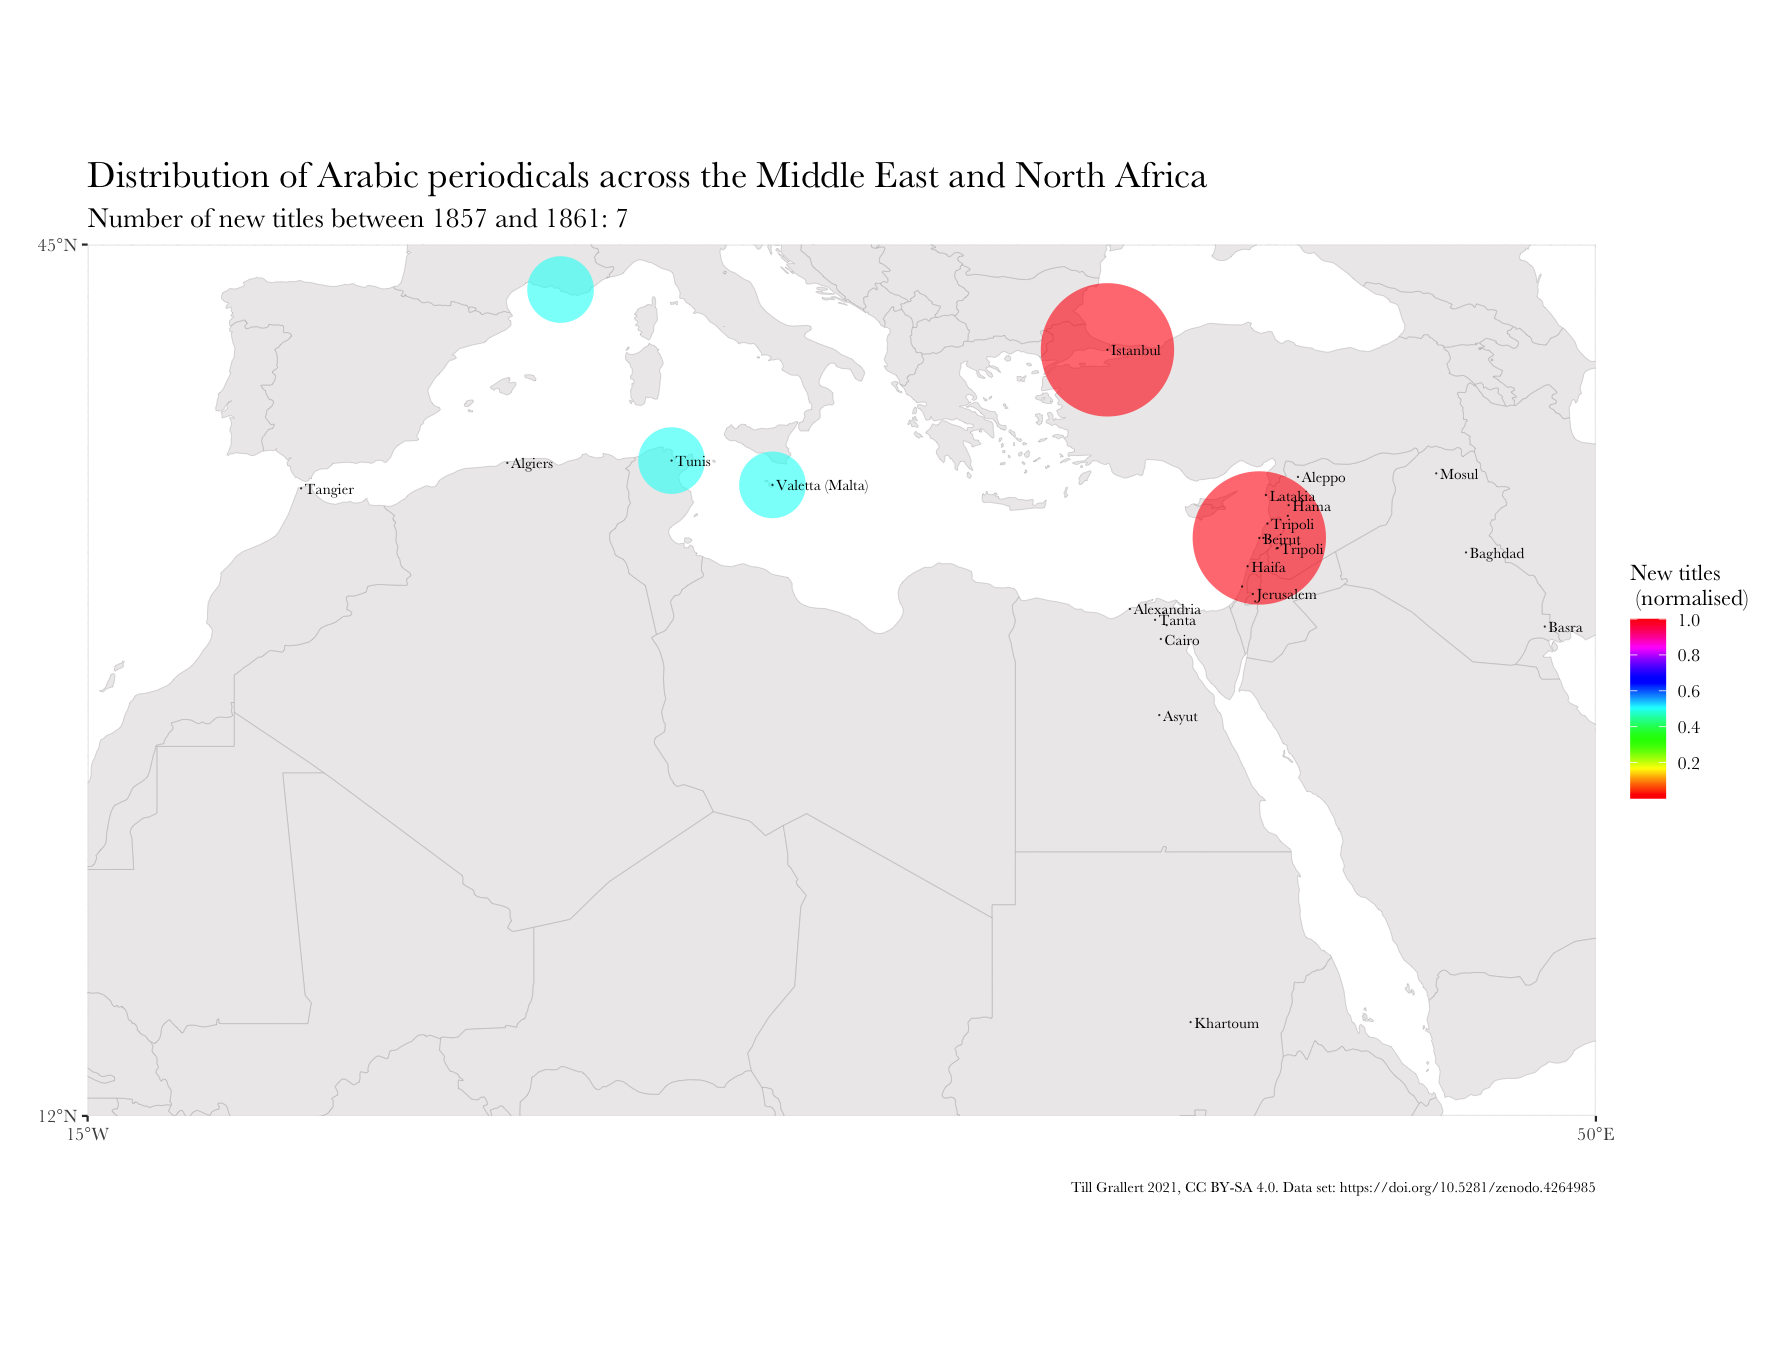 Distribution of Arabic periodicals across the Middle East and North Africa
Number of new titles between 1857 and 1861: 7
45°N
Istanbul
Tunis
Algiers
Valetta (Malta)
Tangier
Aleppo
Mosul
Latakia
Hama
Tripoli
Beirut
Tripoli
Baghdad
Haifa
Jerusalem
Alexandria
Tanta
Cairo
Basra
Asyut
Khartoum
New titles
(normalised)
1.0
0.8
0.6
0.4
0.2
12°N
15°W
50°E
Till Grallert 2021, CC BY-SA 4.0. Data set: https://doi.org/10.5281/zenodo.4264985